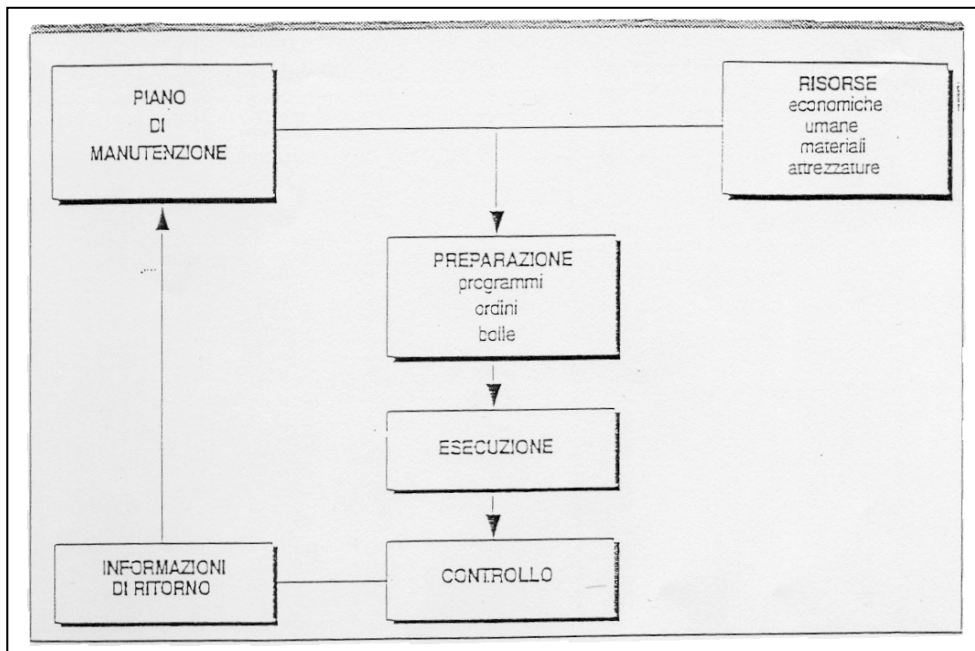 PIANO
DI
MANUTENZIONE
RISORSE
economiche
umane
materiali
attrezzature
PREPARAZIONE
programmi
ordini
bolle
ESECUZIONE
INFORMAZIONI
DI RITORNO
CONTROLLO